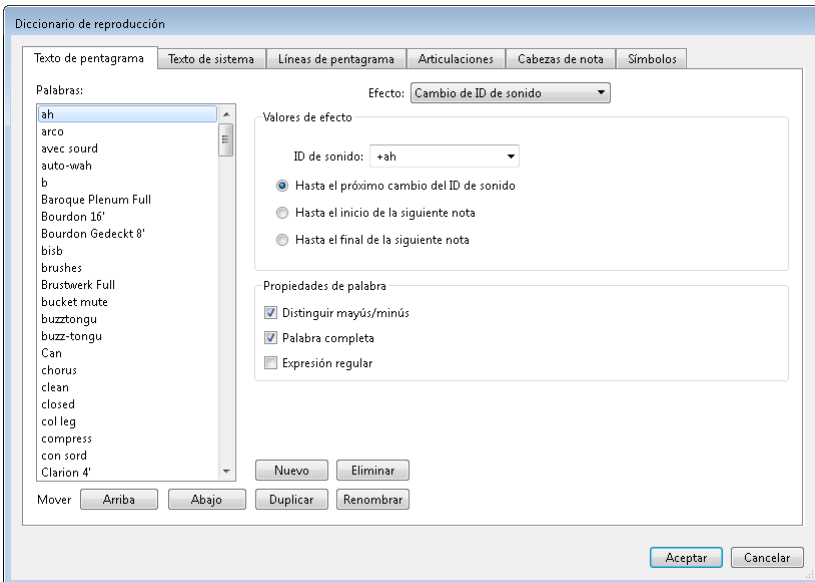 Diccionario de reproducción
Texto de pentagrama
Texto de sistema
Líneas de pentagrama
Articulaciones
Cabezas de nota
Símbolos
Palabras:
ah
arco
avec sourd
auto-wah
b
Baroque Plenum Full
Bourdon 16'
Bourdon Gedeckt 8'
bisb
brushes
Brustwerk Full
bucket mute
buzztongu
buzz-tongu
Can
chorus
clean
closed
col leg
compress
con sord
Clarion 4'
Mover
Arriba
Abajo
Efecto: Cambio de ID de sonido
Valores de efecto
ID de sonido: +ah
Hasta el próximo cambio del ID de sonido
Hasta el inicio de la siguiente nota
Hasta el final de la siguiente nota
Propiedades de palabra
Distinguir mayús/minús
Palabra completa
Expresión regular
Nuevo
Eliminar
Duplicar
Renombrar
Aceptar
Cancelar